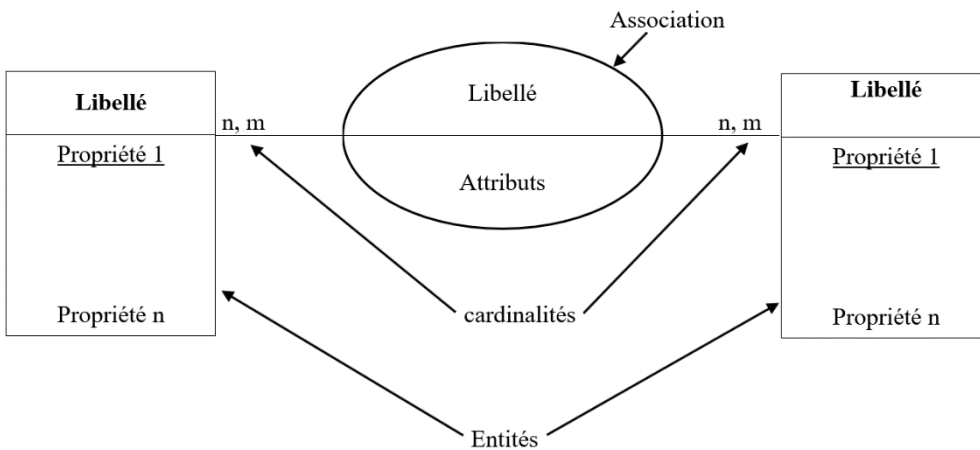 Association
Libellé
Libellé
Libellé
n, m
n, m
Propriété 1
Propriété 1
Attributs
Propriété n
cardinalités
Propriété n
Entités